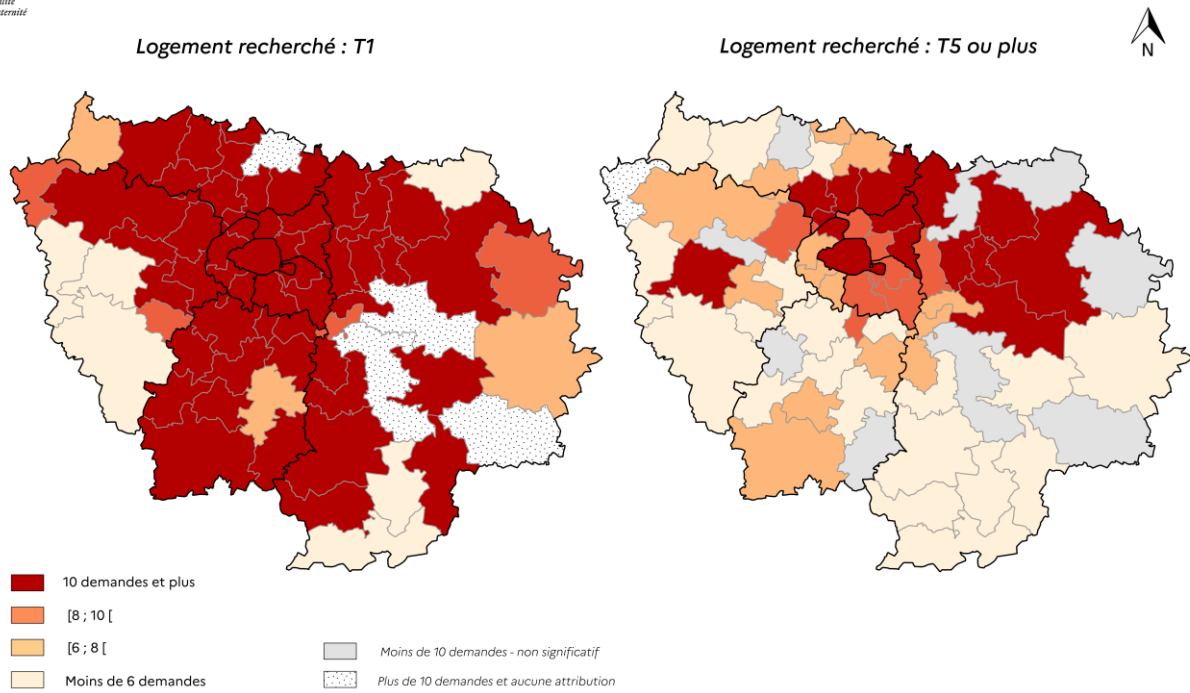 ternité
Logement recherché : T1
Logement recherché : T5 ou plus
N
10 demandes et plus
[8 ; 10 [
[6 ; 8 [
Moins de 6 demandes
Moins de 10 demandes - non significatif
Plus de 10 demandes et aucune attribution